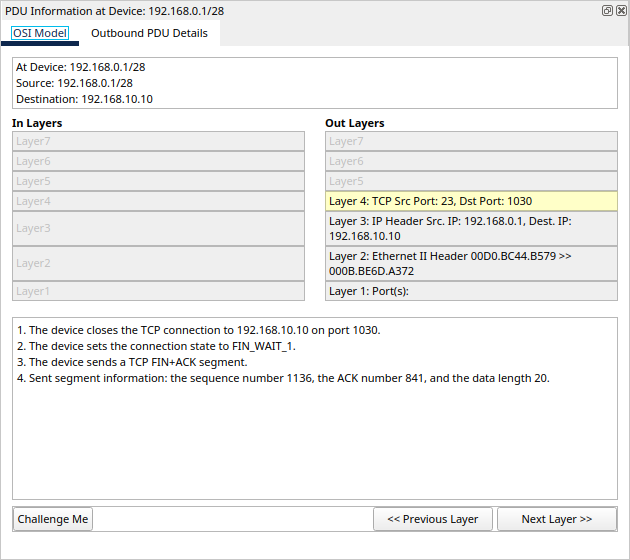 PDU Information at Device: 192.168.0.1/28
OSI Model
Outbound PDU Details
At Device: 192.168.0.1/28
Source: 192.168.0.1/28
Destination: 192.168.10.10
In Layers
Layer7
Layer6
Layer5
Layer4
Layer3
Layer2
Layer1
Out Layers
Layer7
Layer6
Layer5
Layer 4: TCP Src Port: 23, Dst Port: 1030
Layer 3: IP Header Src. IP: 192.168.0.1, Dest. IP:
192.168.10.10
Layer 2: Ethernet II Header 00D0.BC44.B579 >>
000B.BE6D.A372
Layer 1: Port(s):
1. The device closes the TCP connection to 192.168.10.10 on port 1030.
2. The device sets the connection state to FIN_WAIT_1.
3. The device sends a TCP FIN+ACK segment.
4. Sent segment information: the sequence number 1136, the ACK number 841, and the data length 20.
Challenge Me
<< Previous Layer
Next Layer >>